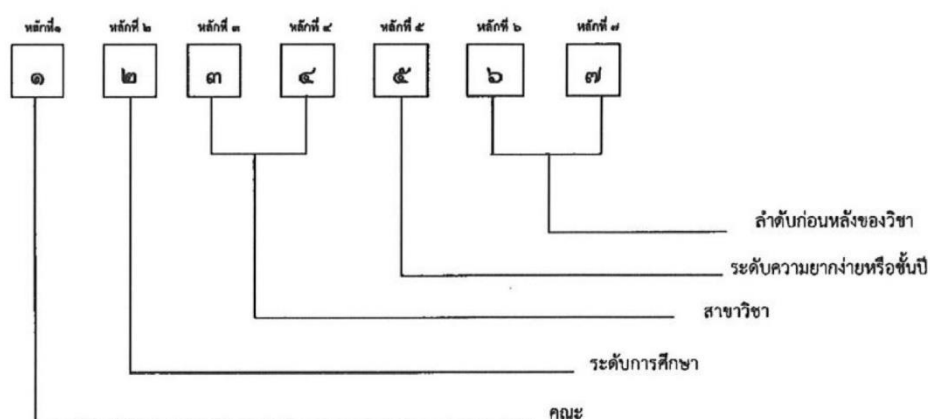 หลักที่๑ หลักที่ ๒ หลักที่ ๓ หลักที่ ๔ หลักที่ ๕ หลักที่ ๖ หลักที่ ๗
๑ ๒ ๓ ๔ ๕ ๖ ๗
ลำดับก่อนหลังของวิชา
ระดับความยากง่ายหรือชั้นปี
สาขาวิชา
ระดับการศึกษา
คณะ